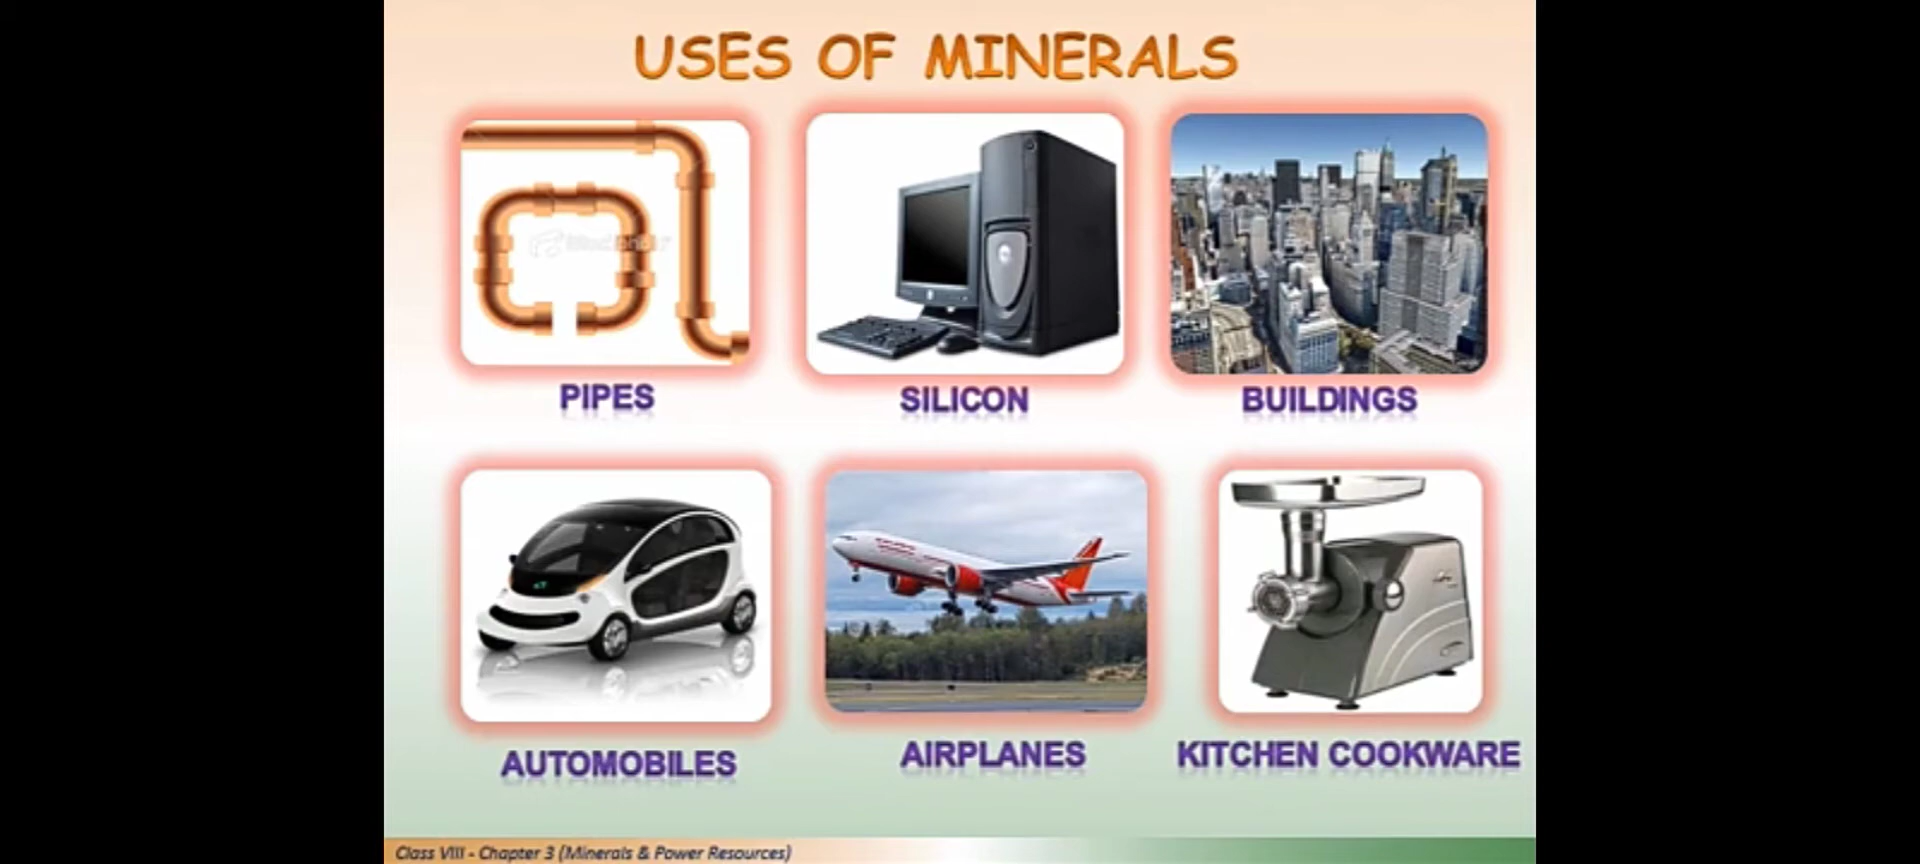 USES OF MINERALS
PIPES
SILICON
BUILDINGS
AUTOMOBILES
AIRPLANES
KITCHEN COOKWARE
Class VIII - Chapter 3 (Minerals & Power Resources)